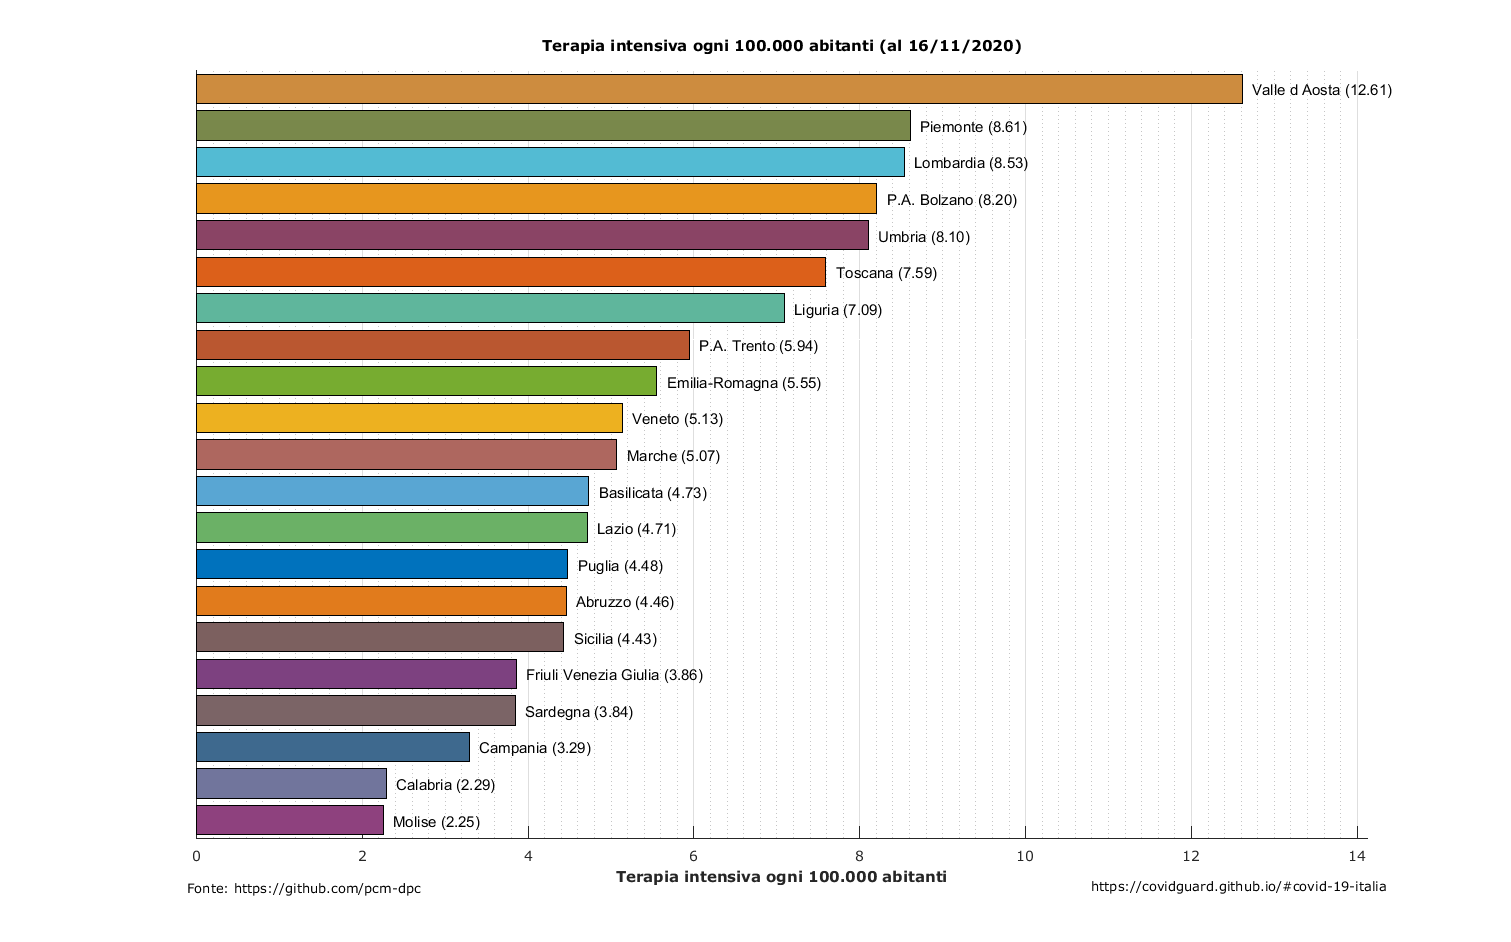 Terapia intensiva ogni 100.000 abitanti (al 16/11/2020)
Valle d Aosta (12.61)
Piemonte (8.61)
Lombardia (8.53)
P.A. Bolzano (8.20)
Umbria (8.10)
Toscana (7.59)
Liguria (7.09)
P.A. Trento (5.94)
Emilia-Romagna (5.55)
Veneto (5.13)
Marche (5.07)
Basilicata (4.73)
Lazio (4.71)
Puglia (4.48)
Abruzzo (4.46)
Sicilia (4.43)
Friuli Venezia Giulia (3.86)
Sardegna (3.84)
Campania (3.29)
Calabria (2.29)
Molise (2.25)
0 2 4 6 8 10 12 14
Terapia intensiva ogni 100.000 abitanti
Fonte: https://github.com/pcm-dpc
https://covidguard.github.io/#covid-19-italia